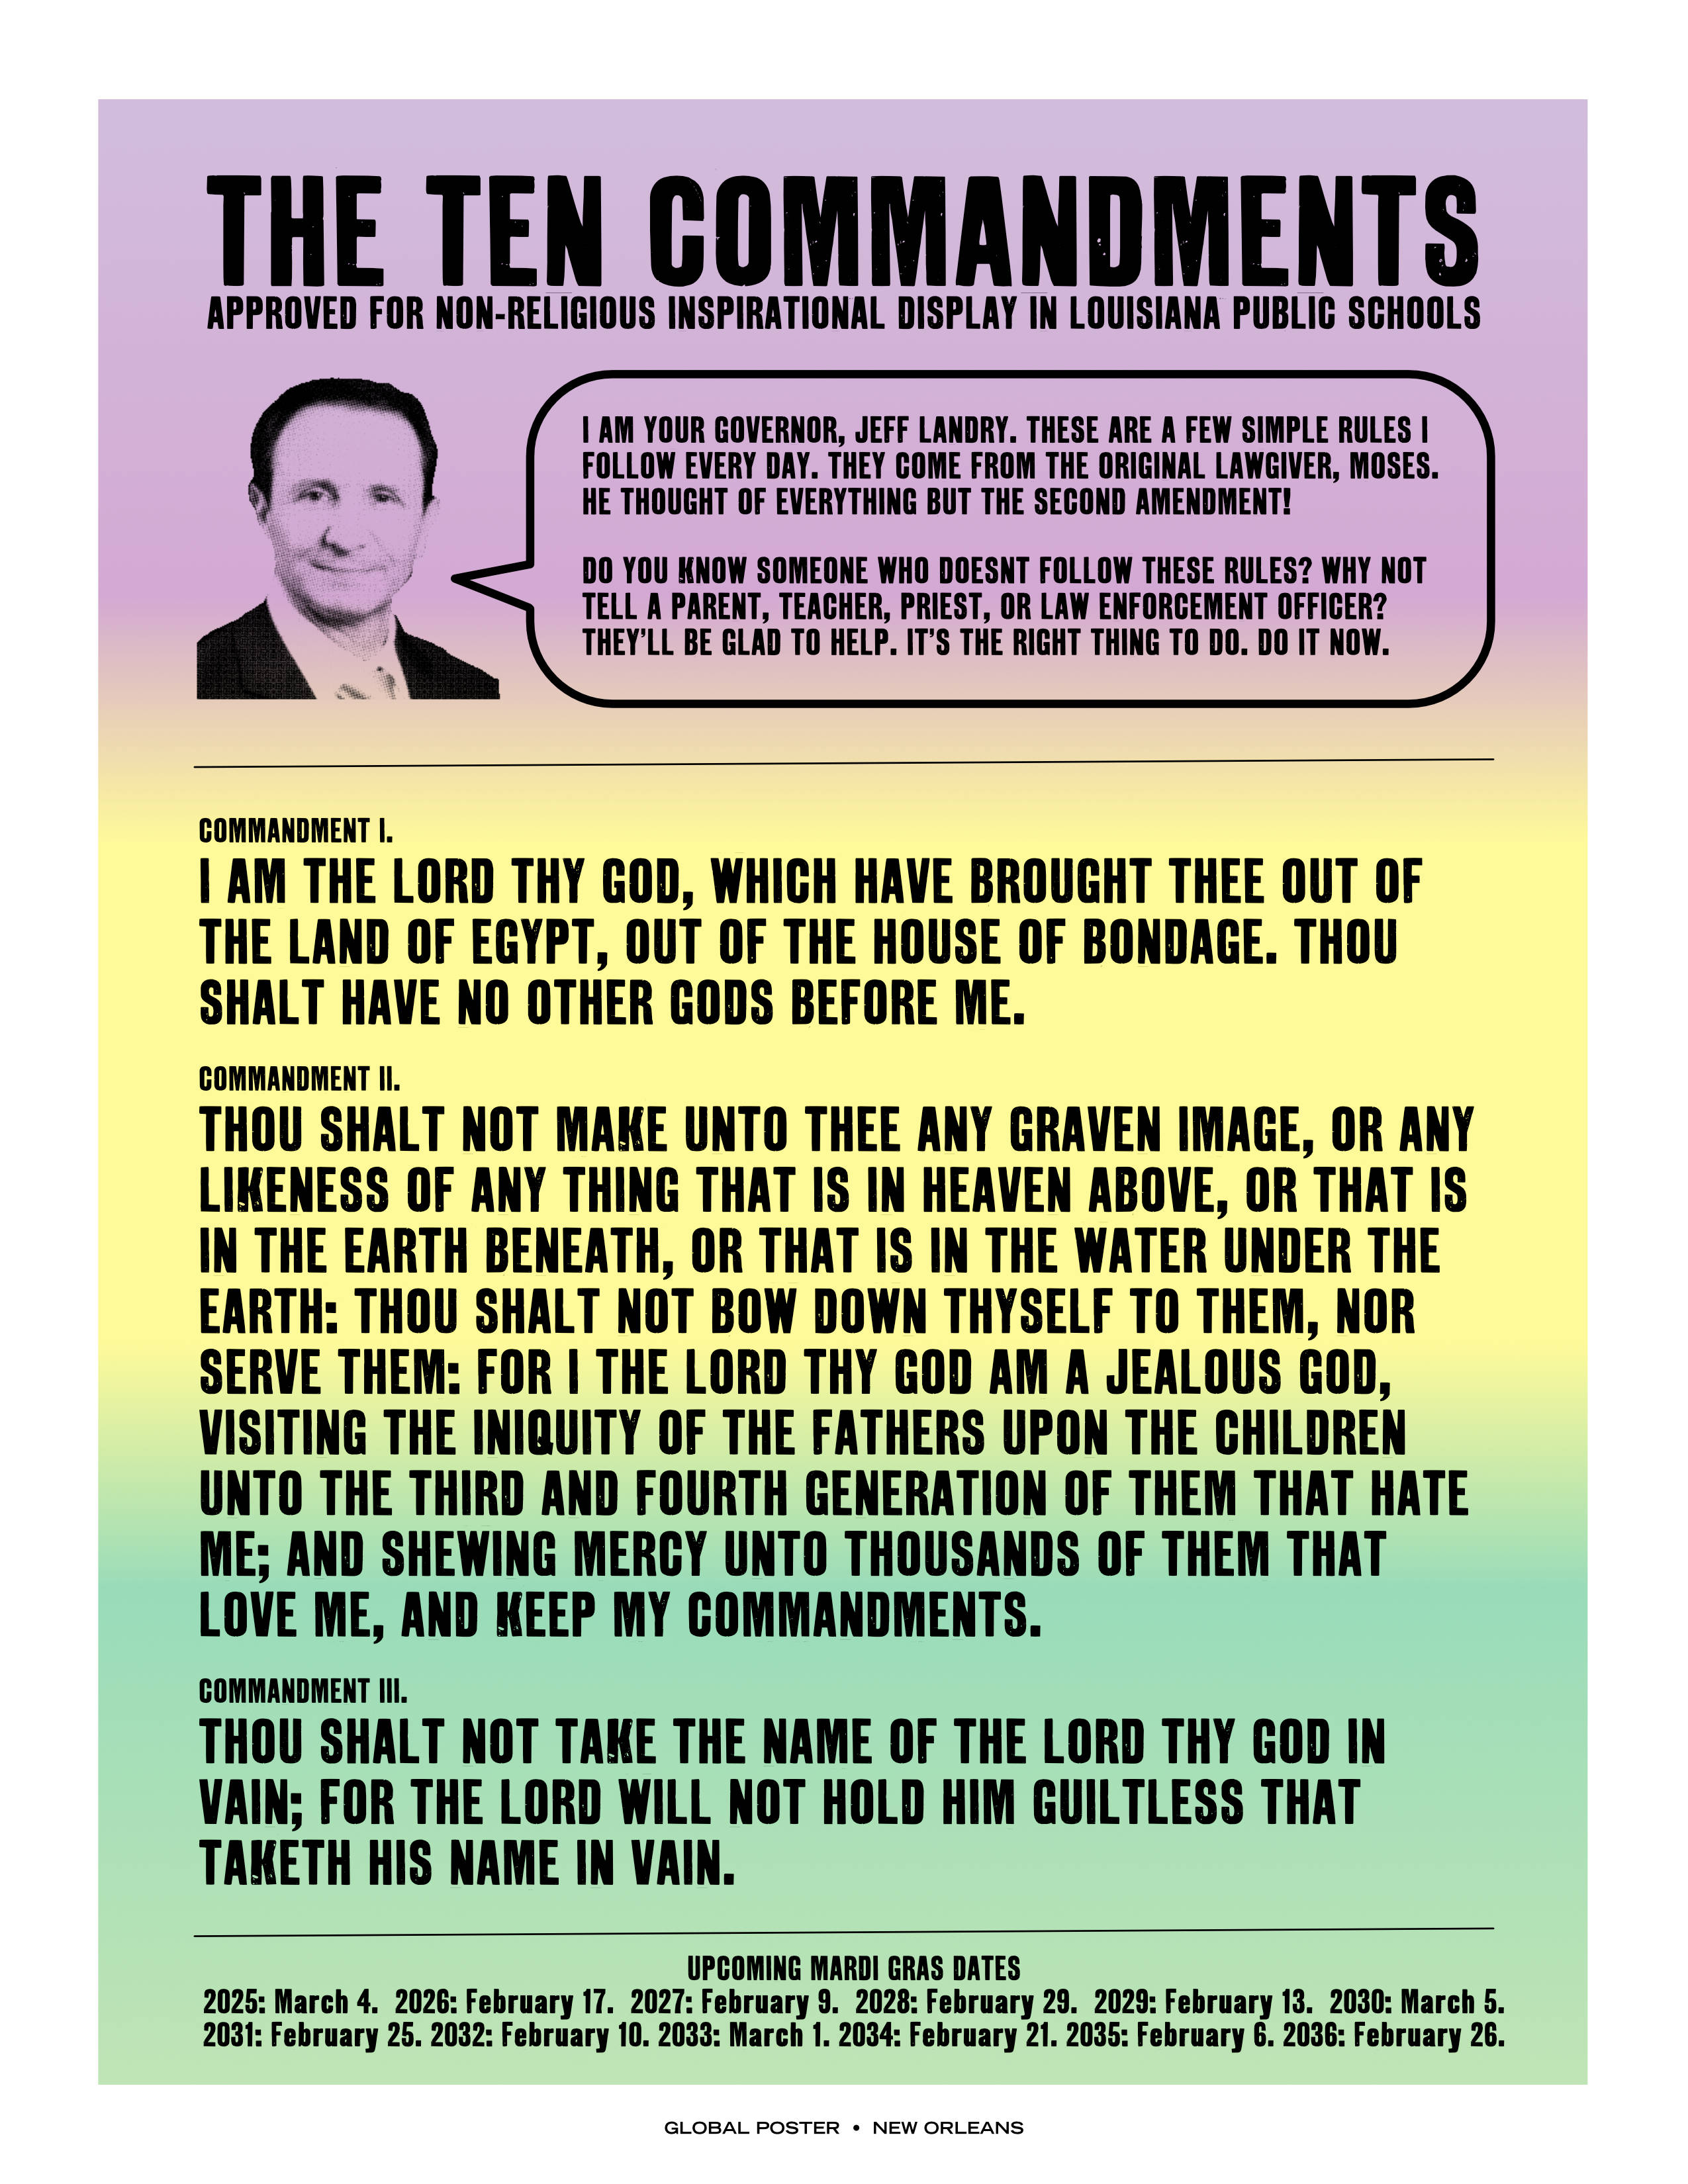 THE TEN COMMANDMENTS
APPROVED FOR NON-RELIGIOUS INSPIRATIONAL DISPLAY IN LOUISIANA PUBLIC SCHOOLS
I AM YOUR GOVERNOR, JEFF LANDRY. THESE ARE A FEW SIMPLE RULES I
FOLLOW EVERY DAY. THEY COME FROM THE ORIGINAL LAWGIVER, MOSES.
HE THOUGHT OF EVERYTHING BUT THE SECOND AMENDMENT!
DO YOU KNOW SOMEONE WHO DOESNT FOLLOW THESE RULES? WHY NOT
TELL A PARENT, TEACHER, PRIEST, OR LAW ENFORCEMENT OFFICER?
THEY'LL BE GLAD TO HELP. IT'S THE RIGHT THING TO DO. DO IT NOW.
COMMANDMENT I.
I AM THE LORD THY GOD, WHICH HAVE BROUGHT THEE OUT OF
THE LAND OF EGYPT, OUT OF THE HOUSE OF BONDAGE. THOU
SHALT HAVE NO OTHER GODS BEFORE ME.
COMMANDMENT II.
THOU SHALT NOT MAKE UNTO THEE ANY GRAVEN IMAGE, OR ANY
LIKENESS OF ANY THING THAT IS IN HEAVEN ABOVE, OR THAT IS
IN THE EARTH BENEATH, OR THAT IS IN THE WATER UNDER THE
EARTH: THOU SHALT NOT BOW DOWN THYSELF TO THEM, NOR
SERVE THEM: FOR I THE LORD THY GOD AM A JEALOUS GOD,
VISITING THE INIQUITY OF THE FATHERS UPON THE CHILDREN
UNTO THE THIRD AND FOURTH GENERATION OF THEM THAT HATE
ME; AND SHEWING MERCY UNTO THOUSANDS OF THEM THAT
LOVE ME, AND KEEP MY COMMANDMENTS.
COMMANDMENT III.
THOU SHALT NOT TAKE THE NAME OF THE LORD THY GOD IN
VAIN; FOR THE LORD WILL NOT HOLD HIM GUILTLESS THAT
TAKETH HIS NAME IN VAIN.
UPCOMING MARDI GRAS DATES
2025: March 4. 2026: February 17. 2027: February 9. 2028: February 29. 2029: February 13. 2030: March 5.
2031: February 25. 2032: February 10. 2033: March 1. 2034: February 21. 2035: February 6. 2036: February 26.
GLOBAL POSTER • NEW ORLEANS